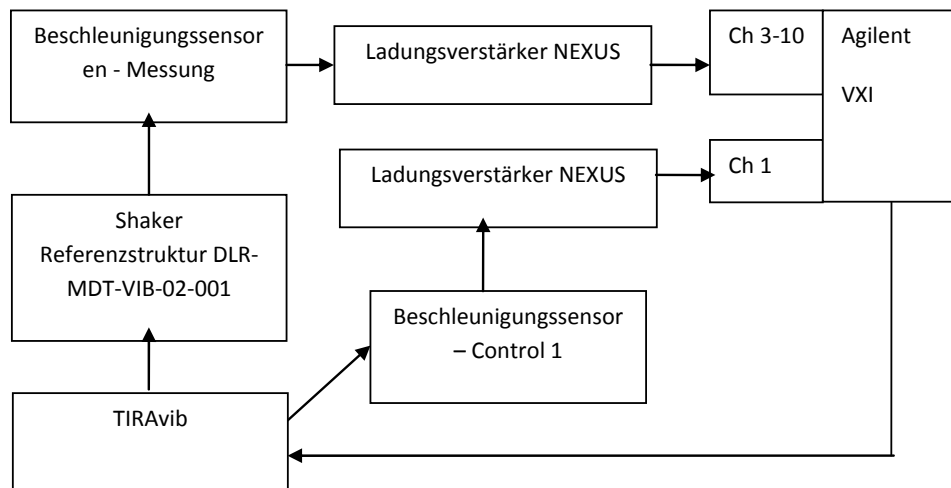 Beschleunigungssensor
en - Messung
Ladungsverstärker NEXUS
Ch 3-10
Agilent
VXI
Ladungsverstärker NEXUS
Ch 1
Shaker
Referenzstruktur DLR-
MDT-VIB-02-001
Beschleunigungssensor
– Control 1
TIRAvib